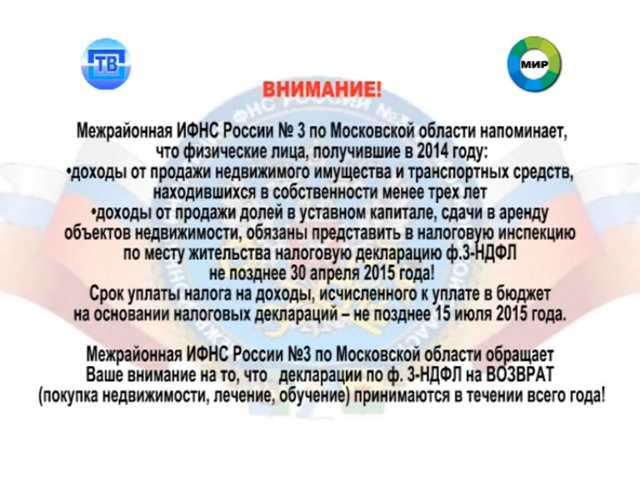 ТВ
МИР
ВНИМАНИЕ!
Межрайонная ИФНС России № 3 по Московской области напоминает,
что физические лица, получившие в 2014 году:
•доходы от продажи недвижимого имущества и транспортных средств,
находившихся в собственности менее трех лет
•доходы от продажи долей в уставном капитале, сдачи в аренду
объектов недвижимости, обязаны представить в налоговую инспекцию
по месту жительства налоговую декларацию ф.3-НДФЛ
не позднее 30 апреля 2015 года!
Срок уплаты налога на доходы, исчисленного к уплате в бюджет
на основании налоговых деклараций – не позднее 15 июля 2015 года.
Межрайонная ИФНС России №3 по Московской области обращает
Ваше внимание на то, что декларации по ф. 3-НДФЛ на ВОЗВРАТ
(покупка недвижимости, лечение, обучение) принимаются в течении всего года!